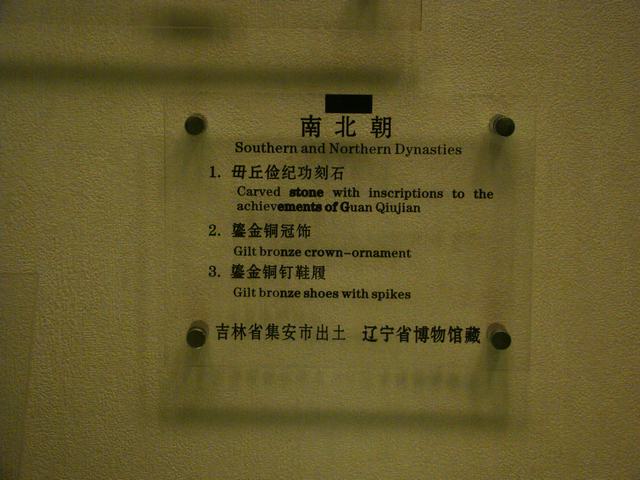 南北朝
Southern and Northern Dynasties
1. 毌丘俭纪功刻石
Carved stone with inscriptions to the
achievements of Guan Qiujian
2. 鎏金铜冠饰
Gilt bronze crown-ornament
3. 鎏金铜钉鞋履
Gilt bronze shoes with spikes
吉林省集安市出土 辽宁省博物馆藏